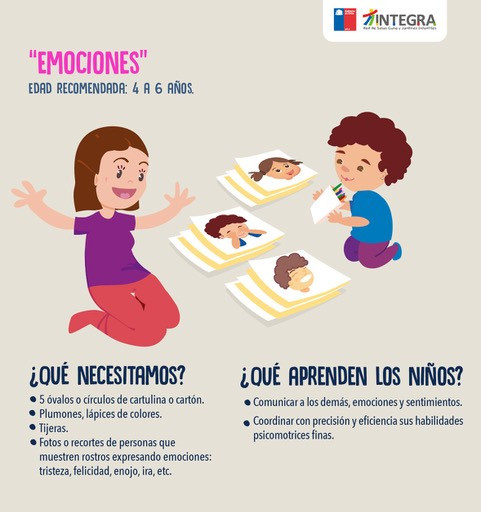 INTEGRA
Red de Salas Cuna y Jardines Infantiles
“EMOCIONES”
EDAD RECOMENDADA: 4 A 6 AÑOS.
¿QUÉ NECESITAMOS?
• 5 óvalos o círculos de cartulina o cartón.
• Plumones, lápices de colores.
• Tijeras.
• Fotos o recortes de personas que
muestren rostros expresando emociones:
tristeza, felicidad, enojo, ira, etc.
¿QUÉ APRENDEN LOS NIÑOS?
• Comunicar a los demás, emociones y sentimientos.
• Coordinar con precisión y eficiencia sus habilidades
psicomotrices finas.